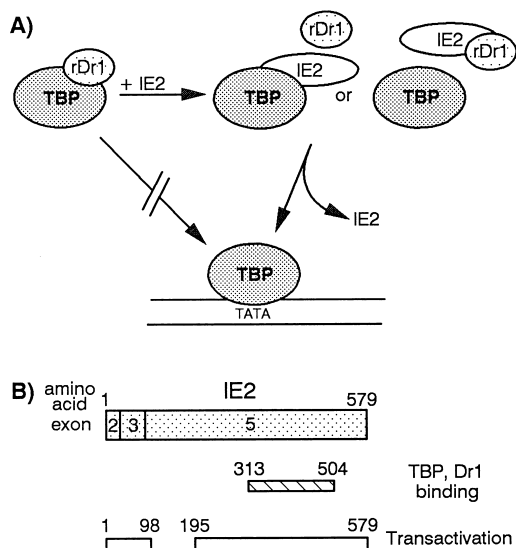 A)
rDr1
TBP
+ IE2
rDr1
IE2
TBP
or
IE2
rDr1
TBP
IE2
TBP
TATA
B)
amino
acid
exon
1
IE2
579
2
3
5
313
504
TBP, Dr1
binding
1
98
195
579
Transactivation